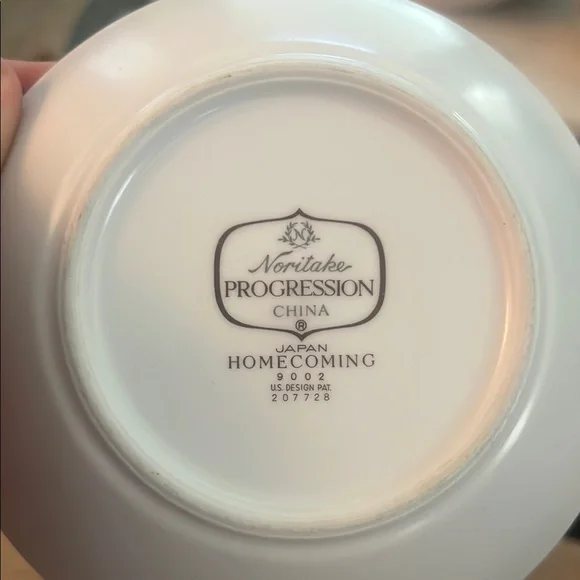 N
Noritake
PROGRESSION
CHINA
®
JAPAN
HOMECOMING
9002
U.S. DESIGN PAT.
207728